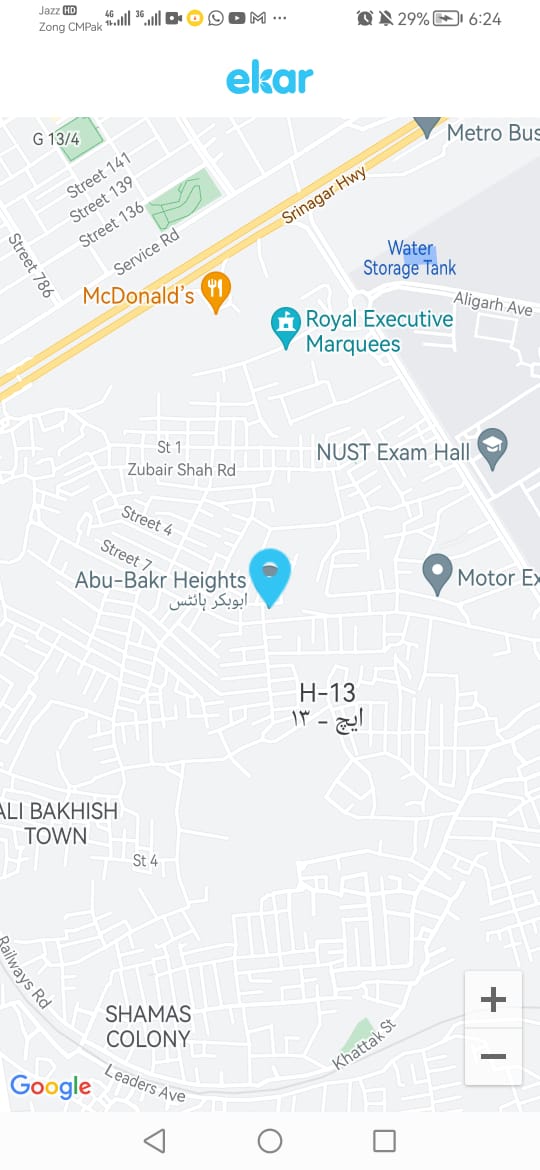 Jazz HD
Zong CMPak
4G
3G
29%
6:24
ekar
G 13/4
Metro Bus
Street 141
Street 139
Street 136
Srinagar Hwy
Service Rd
Street 786
Water
Storage Tank
McDonald's
Aligarh Ave
Royal Executive
Marquees
St 1
NUST Exam Hall
Zubair Shah Rd
Street 4
Street 7
Abu-Bakr Heights
ابوبکر ہائٹس
Motor Ex
H-13
ایچ - ۱۳
ALI BAKHISH
TOWN
St 4
Railways Rd
SHAMAS
COLONY
Khattak St
Google
Leaders Ave